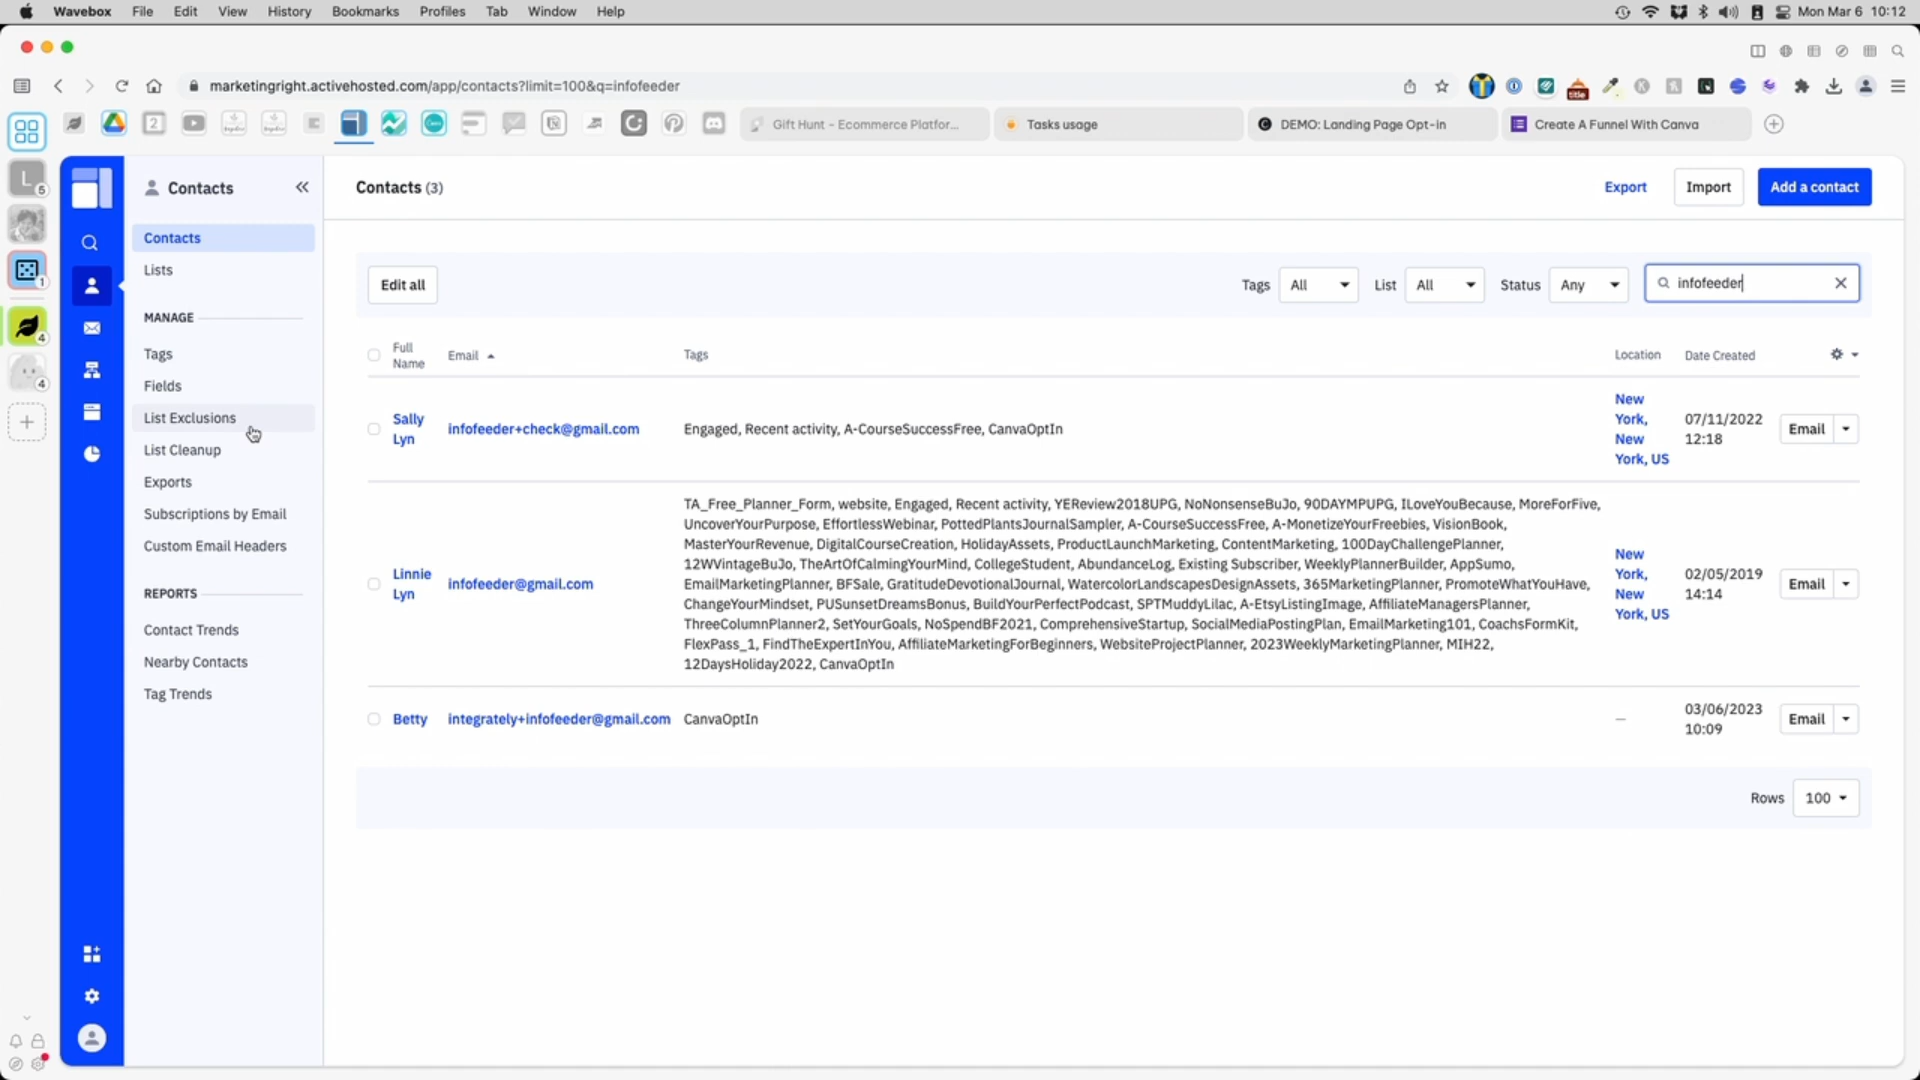 Wavebox File Edit View History Bookmarks Profiles Tab Window Help Mon Mar 6 10:12
marketingright.activehosted.com/app/contacts?limit=100&q=infofeeder
Gift Hunt – Ecommerce Platfor... Tasks usage DEMO: Landing Page Opt-in Create A Funnel With Canva
L 5
1
4
4
Contacts
Contacts
Lists
MANAGE
Tags
Fields
List Exclusions
List Cleanup
Exports
Subscriptions by Email
Custom Email Headers
REPORTS
Contact Trends
Nearby Contacts
Tag Trends
Contacts (3) Export Import Add a contact
Edit all Tags All List All Status Any infofeeder
Full Name Email Tags Location Date Created
Sally Lyn infofeeder+check@gmail.com Engaged, Recent activity, A-CourseSuccessFree, CanvaOptIn New York, New York, US 07/11/2022 12:18 Email
Linnie Lyn infofeeder@gmail.com
TA_Free_Planner_Form, website, Engaged, Recent activity, YEReview2018UPG, NoNonsenseBuJo, 90DAYMPUPG, ILoveYouBecause, MoreForFive,
UncoverYourPurpose, EffortlessWebinar, PottedPlantsJournalSampler, A-CourseSuccessFree, A-MonetizeYourFreebies, VisionBook,
MasterYourRevenue, DigitalCourseCreation, HolidayAssets, ProductLaunchMarketing, ContentMarketing, 100DayChallengePlanner,
12WVintageBuJo, TheArtOfCalmingYourMind, CollegeStudent, AbundanceLog, Existing Subscriber, WeeklyPlannerBuilder, AppSumo,
EmailMarketingPlanner, BFSale, GratitudeDevotionalJournal, WatercolorLandscapesDesignAssets, 365MarketingPlanner, PromoteWhatYouHave,
ChangeYourMindset, PUSunsetDreamsBonus, BuildYourPerfectPodcast, SPTMuddyLilac, A-EtsyListingImage, AffiliateManagersPlanner,
ThreeColumnPlanner2, SetYourGoals, NoSpendBF2021, ComprehensiveStartup, SocialMediaPostingPlan, EmailMarketing101, CoachsFormKit,
FlexPass_1, FindTheExpertInYou, AffiliateMarketingForBeginners, WebsiteProjectPlanner, 2023WeeklyMarketingPlanner, MIH22,
12DaysHoliday2022, CanvaOptIn
New York, New York, US 02/05/2019 14:14 Email
Betty integrately+infofeeder@gmail.com CanvaOptIn — 03/06/2023 10:09 Email
Rows 100